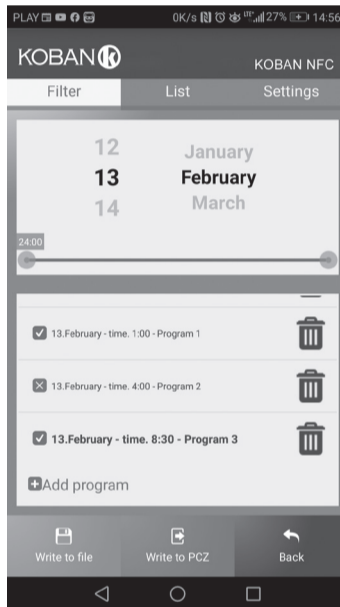 PLAY 0K/s LTE 27% 14:56
KOBAN k
KOBAN NFC
Filter List Settings
12 January
13 February
14 March
24:00
13.February - time. 1:00 - Program 1
13.February - time. 4:00 - Program 2
13.February - time. 8:30 - Program 3
Add program
Write to file Write to PCZ Back